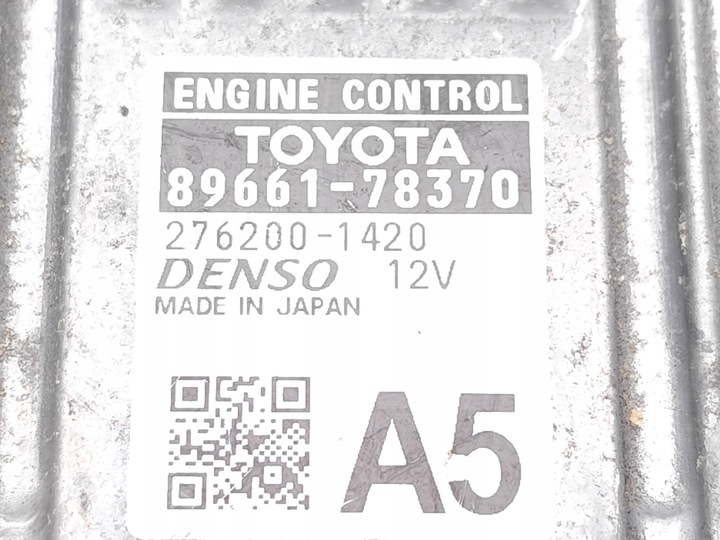 ENGINE CONTROL
TOYOTA
89661-78370
276200-1420
DENSO 12V
MADE IN JAPAN
A5